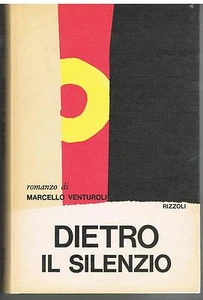 romanzo di
MARCELLO VENTUROLI
RIZZOLI
DIETRO
IL SILENZIO